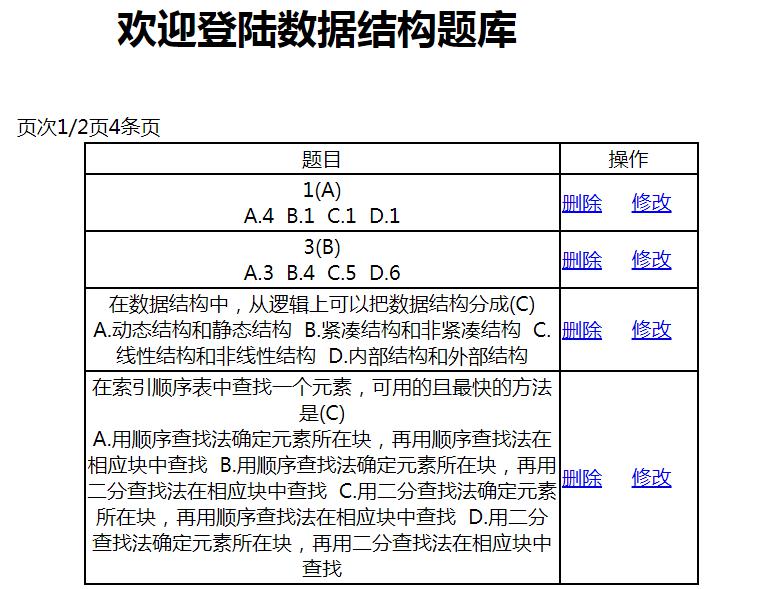 欢迎登陆数据结构题库
页次1/2页4条页
题目 操作
1(A)
A.4 B.1 C.1 D.1
删除 修改
3(B)
A.3 B.4 C.5 D.6
删除 修改
在数据结构中，从逻辑上可以把数据结构分成(C)
A.动态结构和静态结构 B.紧凑结构和非紧凑结构 C.
线性结构和非线性结构 D.内部结构和外部结构
删除 修改
在索引顺序表中查找一个元素，可用的且最快的方法
是(C)
A.用顺序查找法确定元素所在块，再用顺序查找法在
相应块中查找 B.用顺序查找法确定元素所在块，再用
二分查找法在相应块中查找 C.用二分查找法确定元素
所在块，再用顺序查找法在相应块中查找 D.用二分
查找法确定元素所在块，再用二分查找法在相应块中
查找
删除 修改